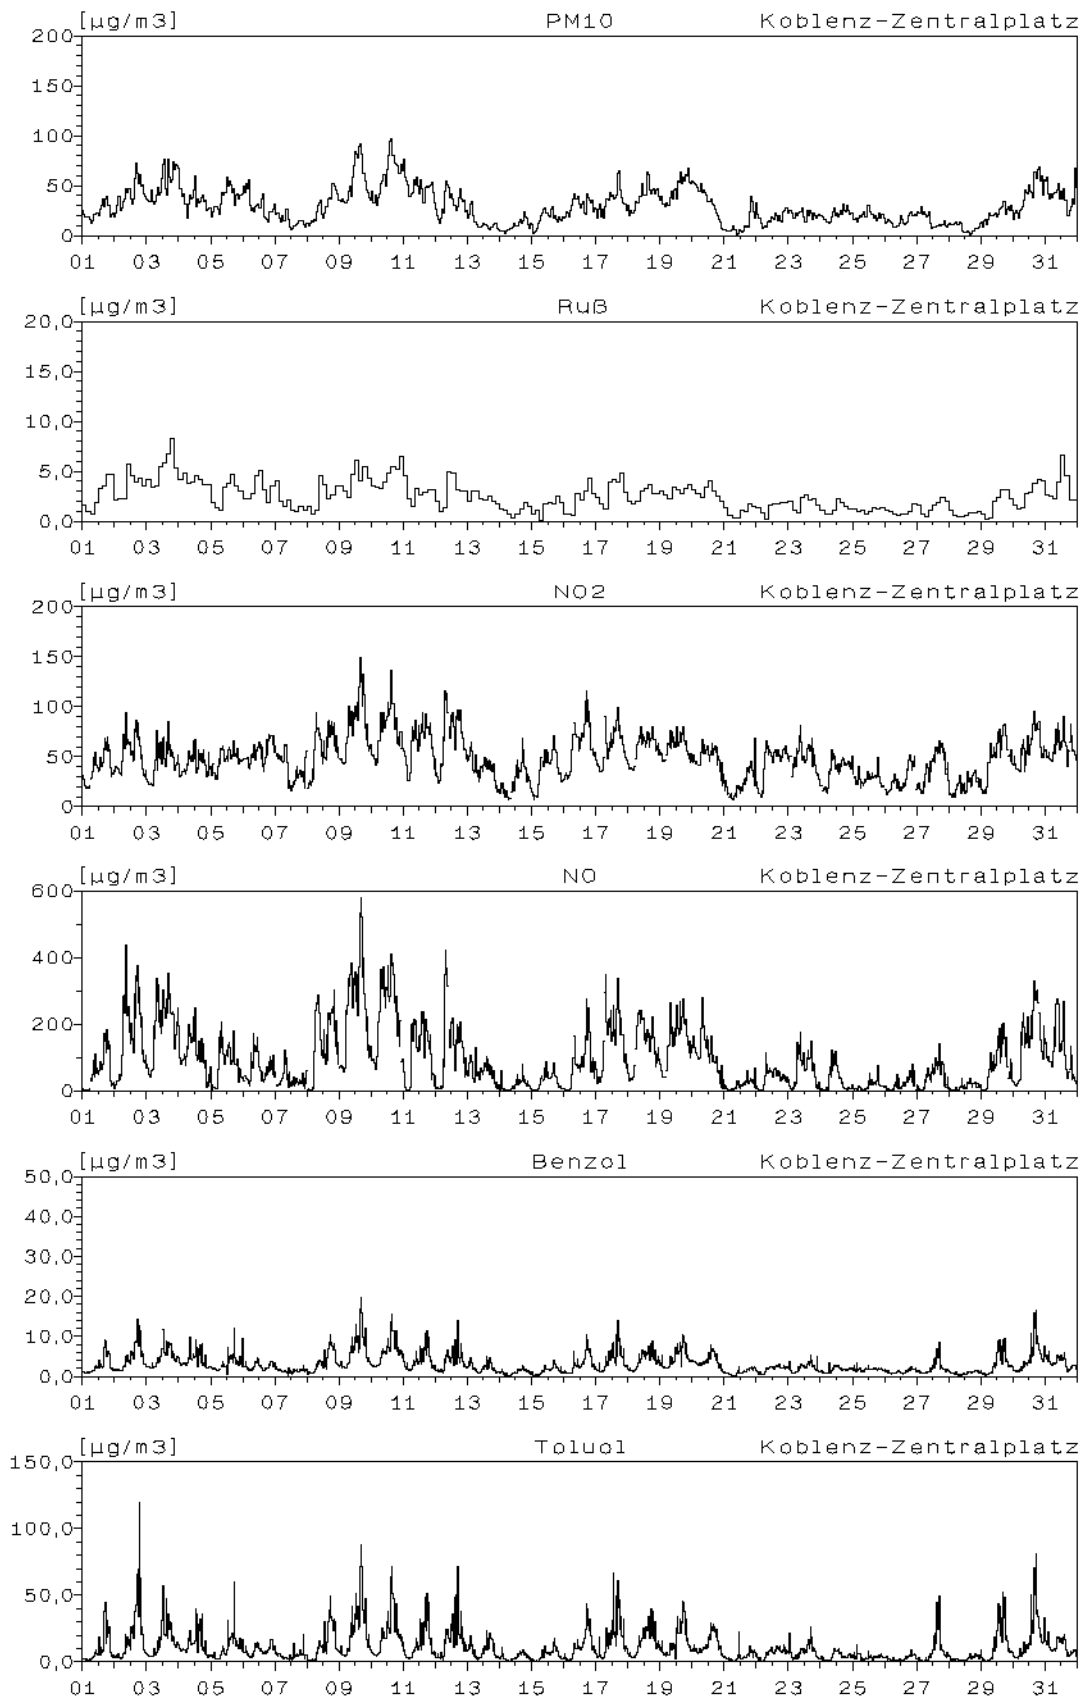 [µg/m3] PM10 Koblenz-Zentralplatz
200
150
100
50
0
01 03 05 07 09 11 13 15 17 19 21 23 25 27 29 31
[µg/m3] Ruß Koblenz-Zentralplatz
20,0
15,0
10,0
5,0
0,0
01 03 05 07 09 11 13 15 17 19 21 23 25 27 29 31
[µg/m3] NO2 Koblenz-Zentralplatz
200
150
100
50
0
01 03 05 07 09 11 13 15 17 19 21 23 25 27 29 31
[µg/m3] NO Koblenz-Zentralplatz
600
400
200
0
01 03 05 07 09 11 13 15 17 19 21 23 25 27 29 31
[µg/m3] Benzol Koblenz-Zentralplatz
50,0
40,0
30,0
20,0
10,0
0,0
01 03 05 07 09 11 13 15 17 19 21 23 25 27 29 31
[µg/m3] Toluol Koblenz-Zentralplatz
150,0
100,0
50,0
0,0
01 03 05 07 09 11 13 15 17 19 21 23 25 27 29 31